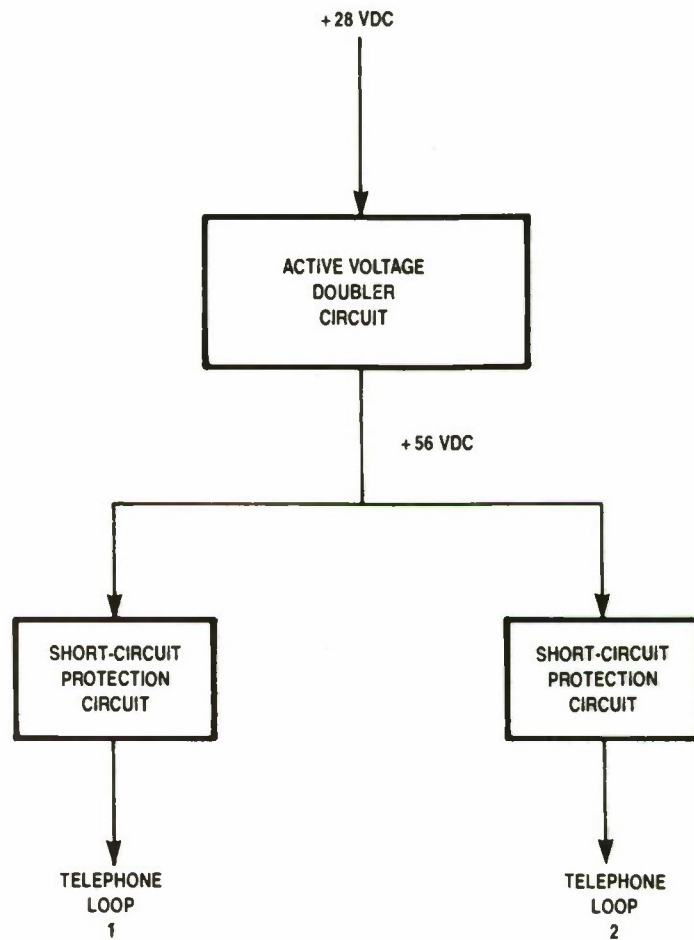 + 28 VDC
ACTIVE VOLTAGE
DOUBLER
CIRCUIT
+ 56 VDC
SHORT-CIRCUIT
PROTECTION
CIRCUIT
SHORT-CIRCUIT
PROTECTION
CIRCUIT
TELEPHONE
LOOP
1
TELEPHONE
LOOP
2